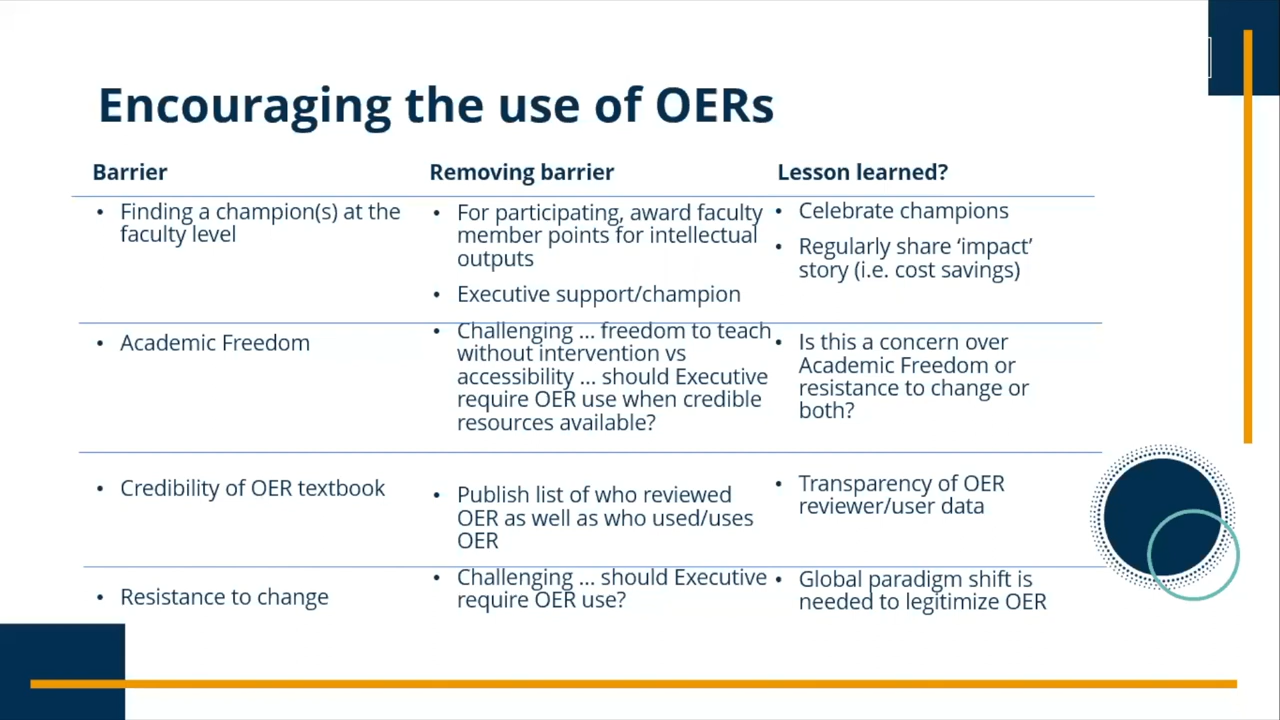 Encouraging the use of OERs
Barrier
Removing barrier
Lesson learned?
• Finding a champion(s) at the
faculty level
• For participating, award faculty
member points for intellectual
outputs
• Executive support/champion
• Celebrate champions
• Regularly share ‘impact’
story (i.e. cost savings)
• Academic Freedom
• Challenging ... freedom to teach
without intervention vs
accessibility ... should Executive
require OER use when credible
resources available?
• Is this a concern over
Academic Freedom or
resistance to change or
both?
• Credibility of OER textbook
• Publish list of who reviewed
OER as well as who used/uses
OER
• Transparency of OER
reviewer/user data
• Resistance to change
• Challenging ... should Executive
require OER use?
• Global paradigm shift is
needed to legitimize OER